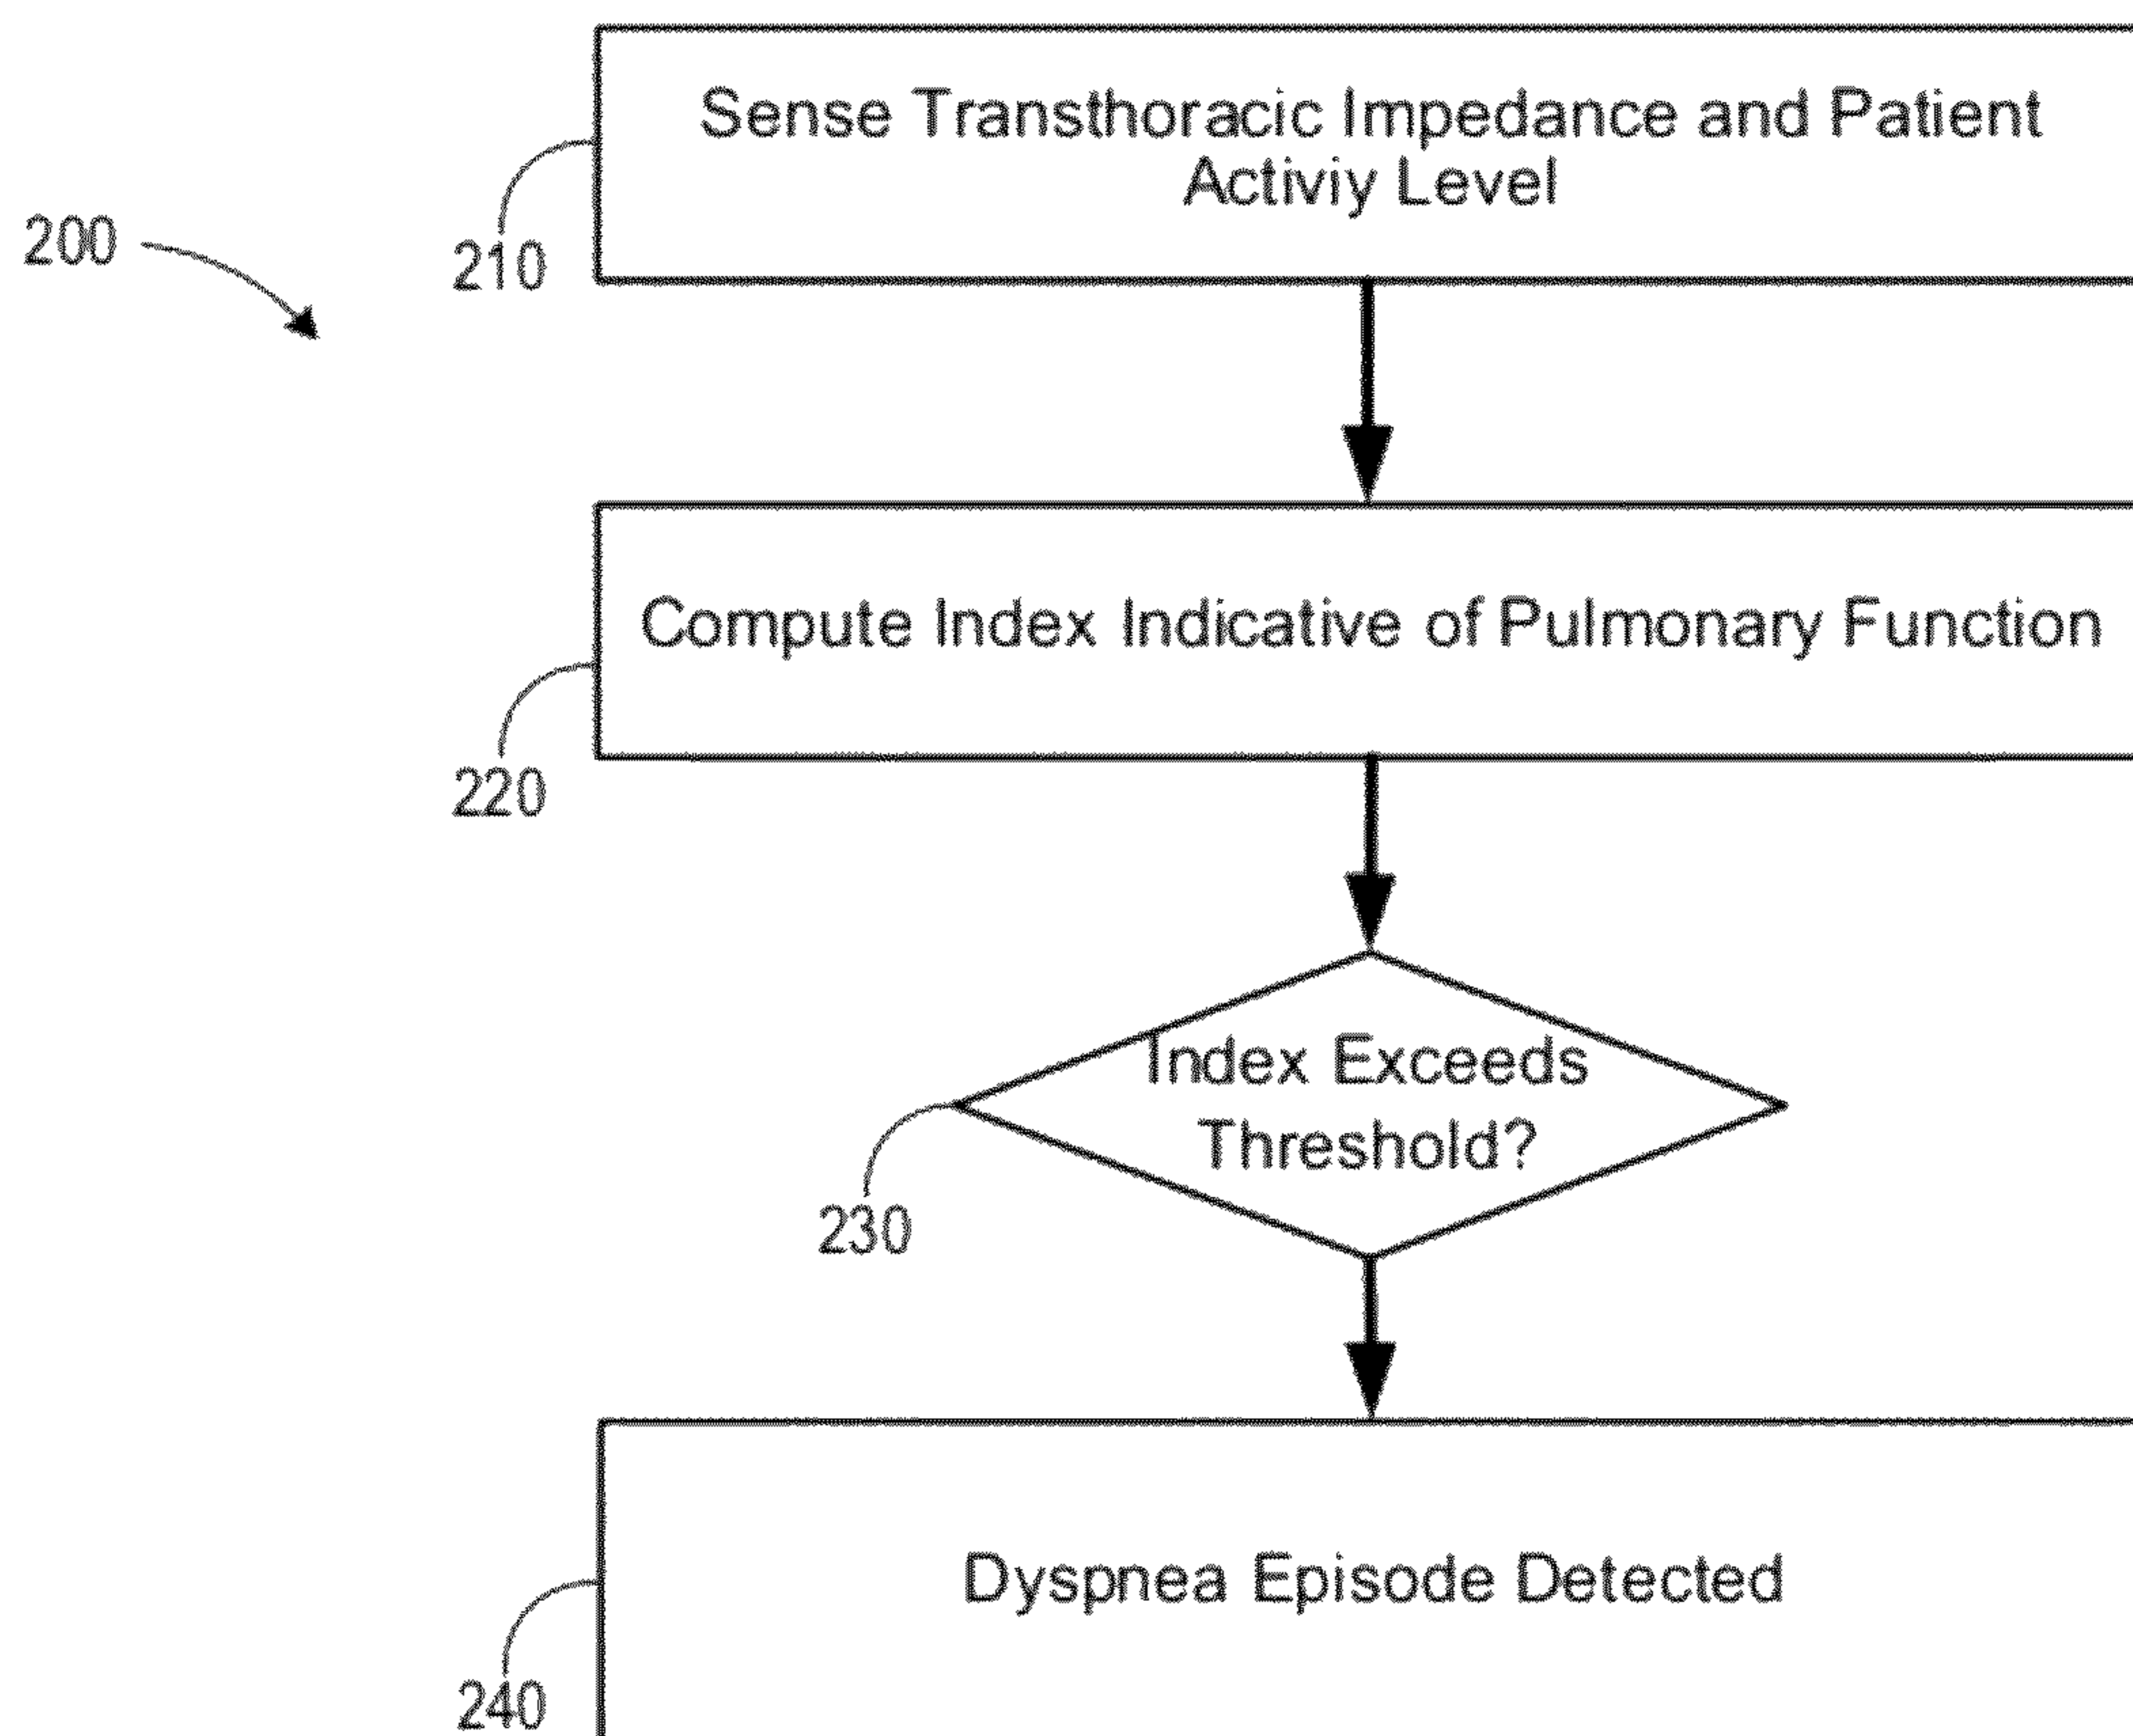 Sense Transthoracic Impedance and Patient
Activiy Level
200
210
Compute Index Indicative of Pulmonary Function
220
Index Exceeds
Threshold?
230
Dyspnea Episode Detected
240